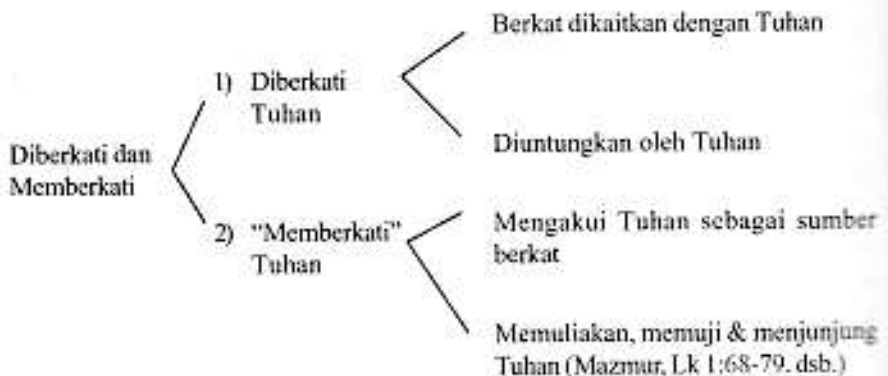 Diberkati dan
Memberkati
1) Diberkati
Tuhan
Berkat dikaitkan dengan Tuhan
Diuntungkan oleh Tuhan
2) “Memberkati”
Tuhan
Mengakui Tuhan sebagai sumber
berkat
Memuliakan, memuji & menjunjung
Tuhan (Mazmur, Lk 1:68-79. dsb.)